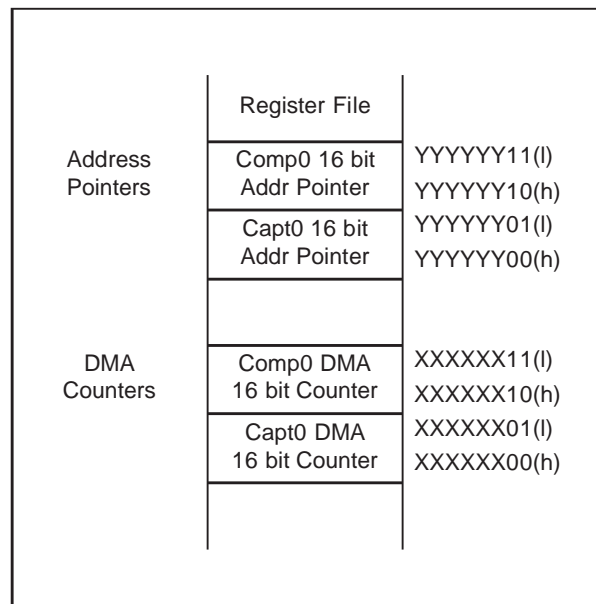 Register File
Address
Pointers
Comp0 16 bit
Addr Pointer
YYYYYY11(l)
YYYYYY10(h)
Capt0 16 bit
Addr Pointer
YYYYYY01(l)
YYYYYY00(h)
DMA
Counters
Comp0 DMA
16 bit Counter
XXXXXX11(l)
XXXXXX10(h)
Capt0 DMA
16 bit Counter
XXXXXX01(l)
XXXXXX00(h)